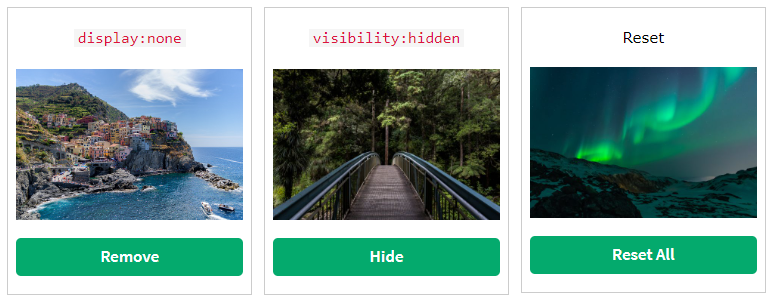 display:none
visibility:hidden
Reset
Remove
Hide
Reset All